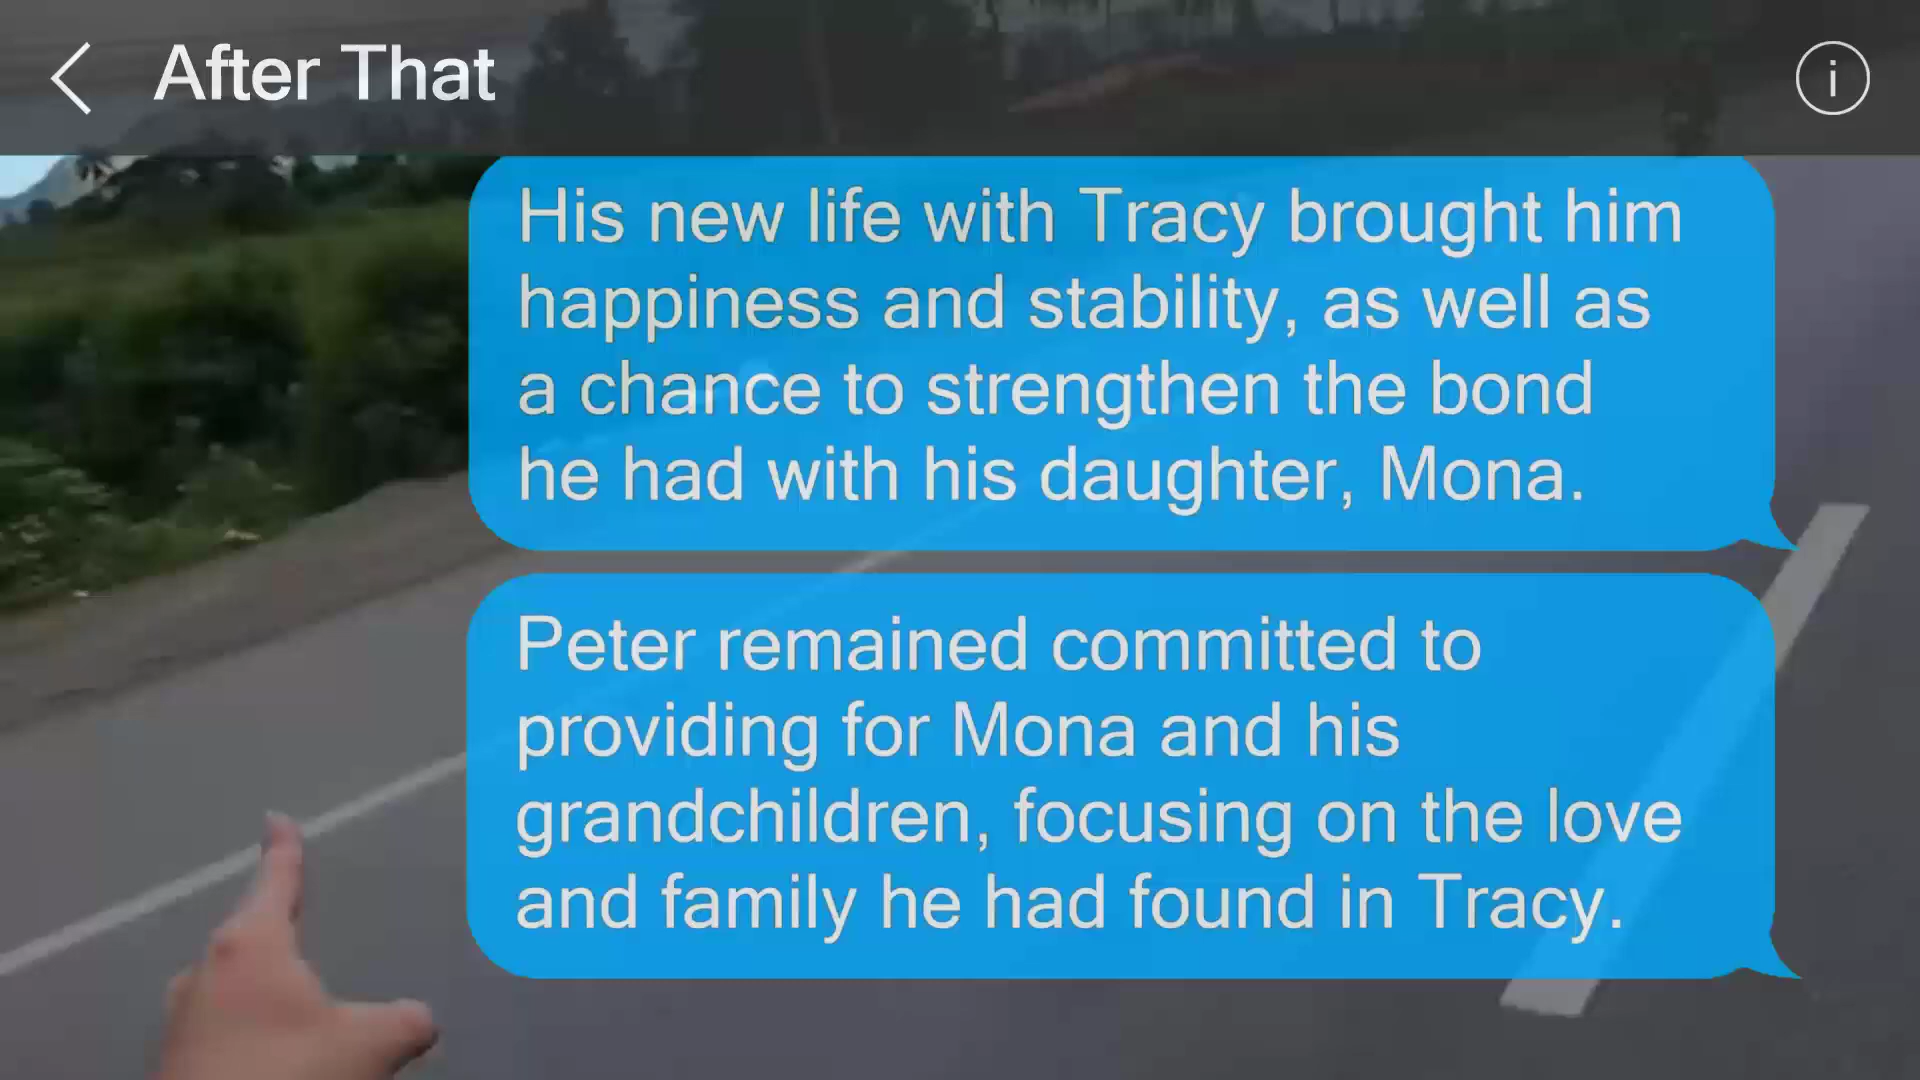 After That
His new life with Tracy brought him
happiness and stability, as well as
a chance to strengthen the bond
he had with his daughter, Mona.
Peter remained committed to
providing for Mona and his
grandchildren, focusing on the love
and family he had found in Tracy.